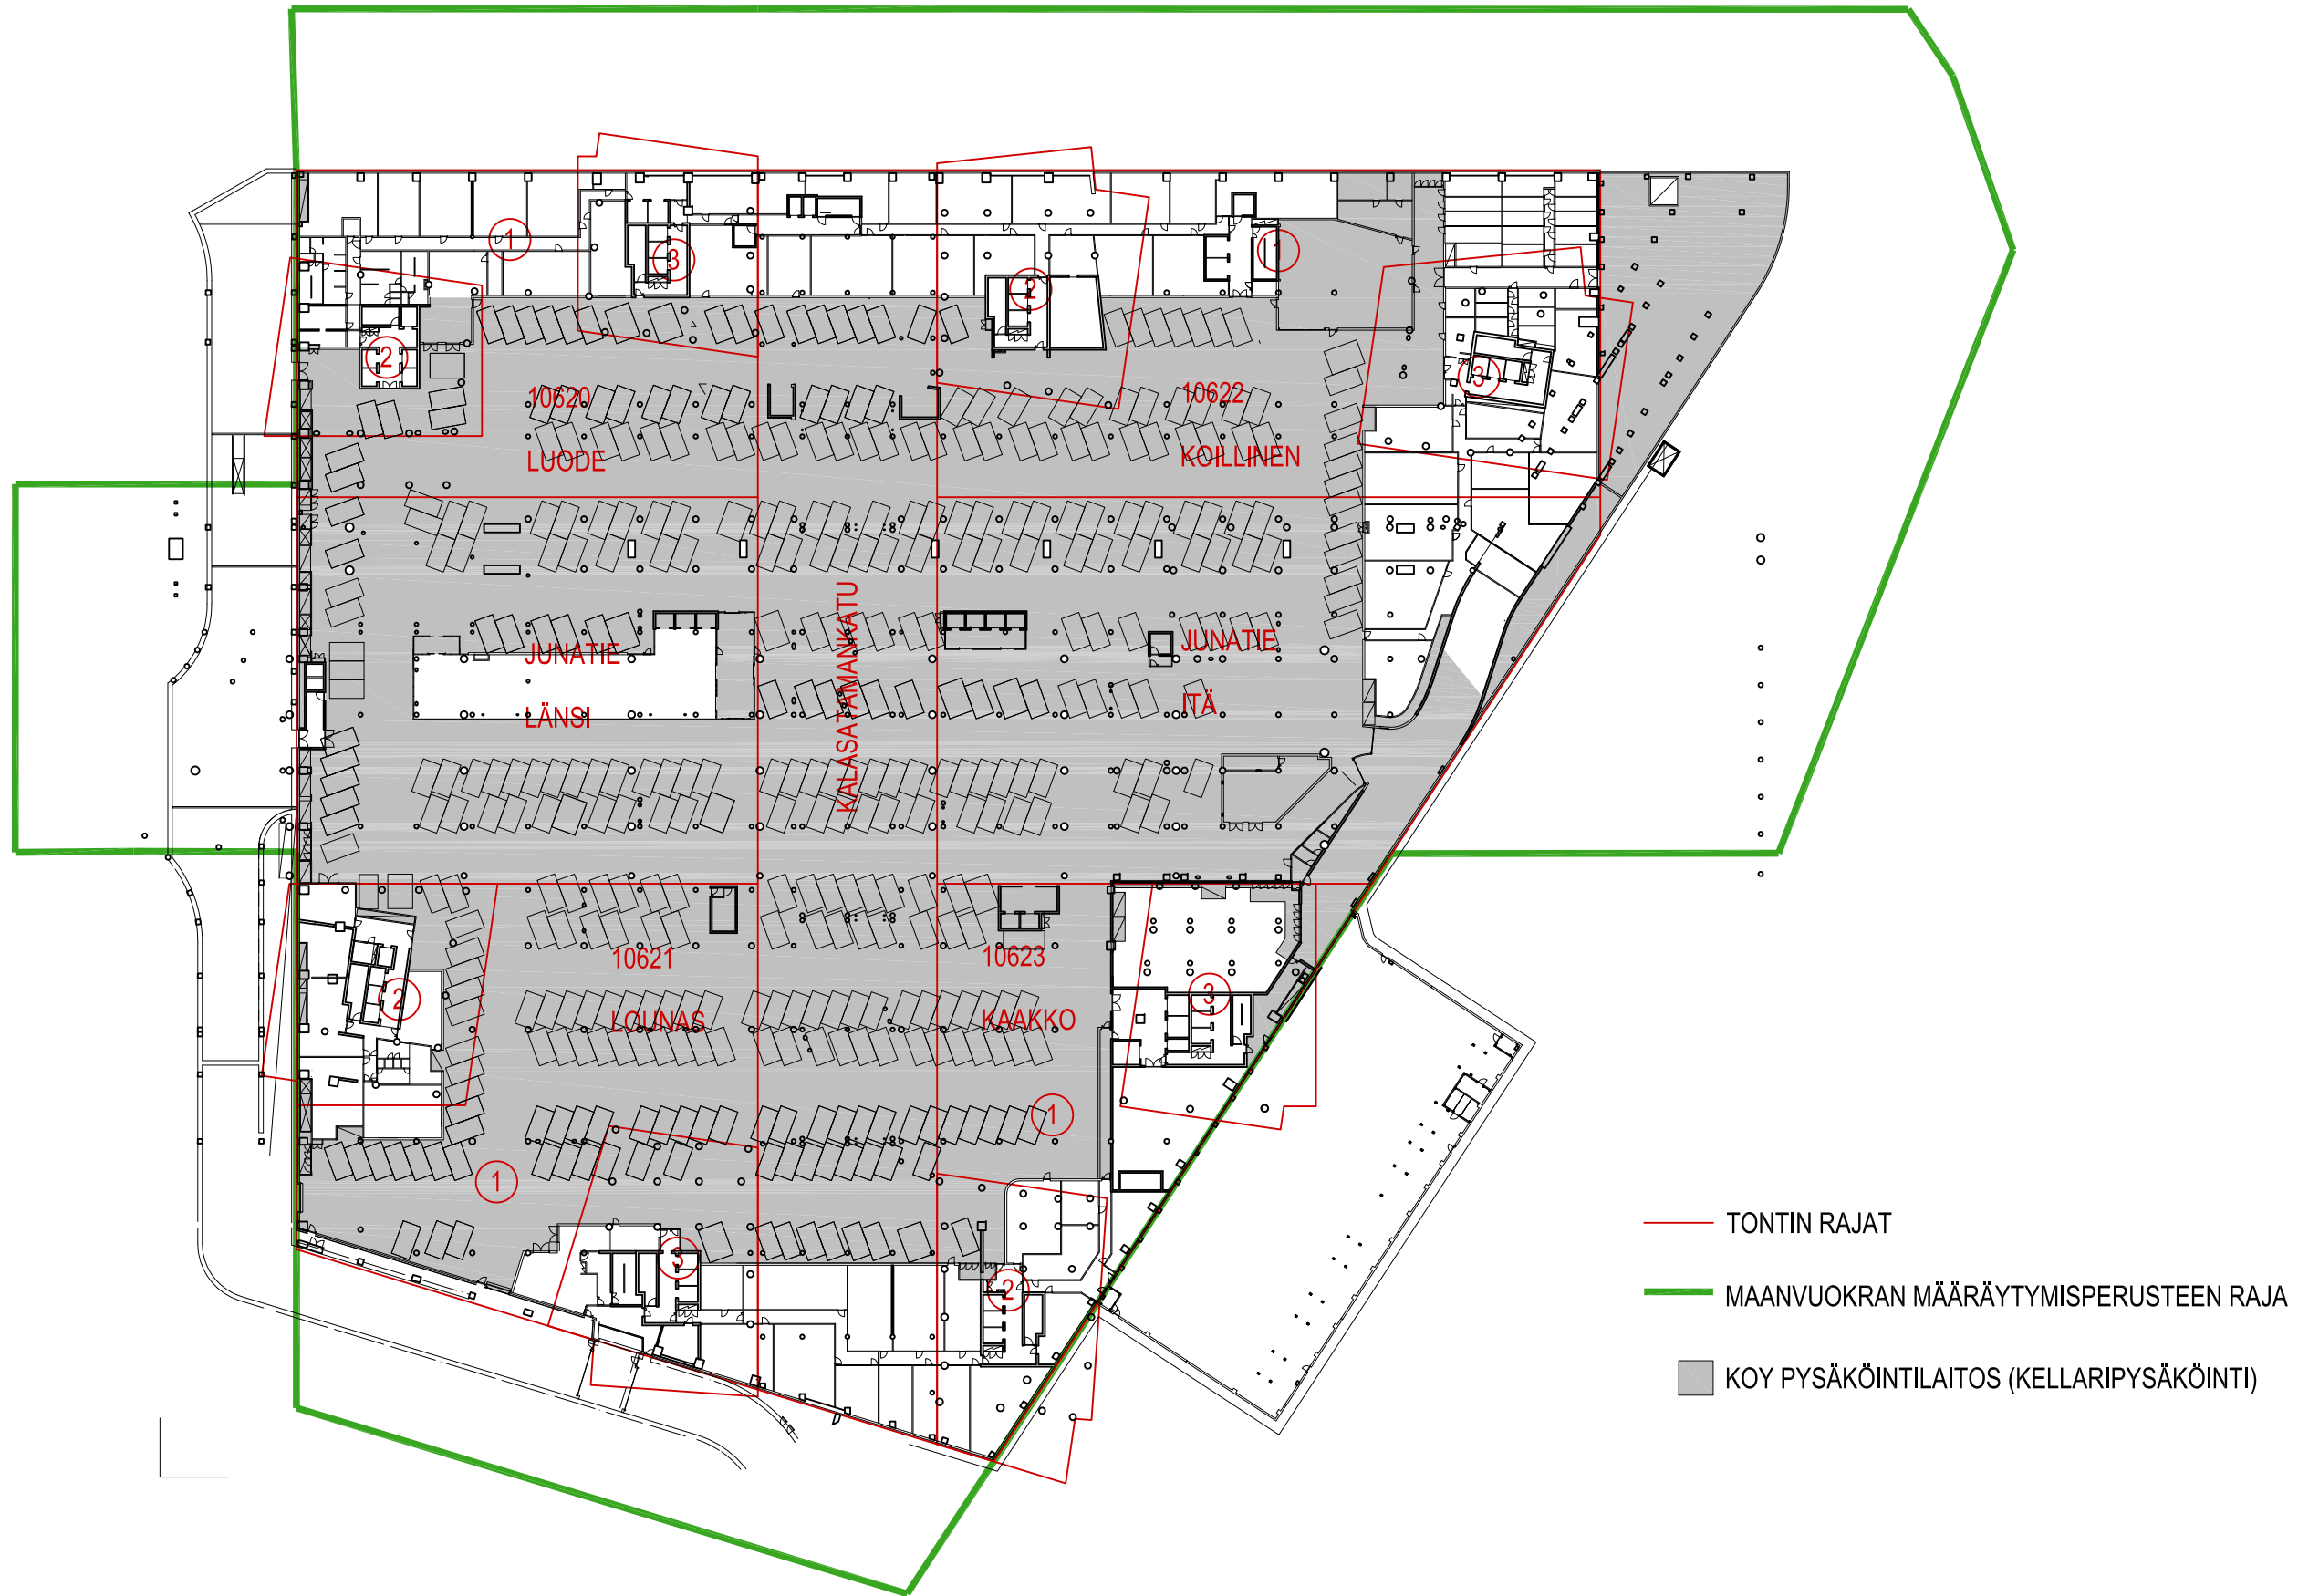 1
3
2
1
2
3
10620
LUODE
10622
KOILLINEN
JUNATIE
LÄNSI
KALASATAMANKATU
JUNATIE
ITÄ
10621
LOUNAS
10623
KAAKKO
2
3
1
1
3
2
TONTIN RAJAT
MAANVUOKRAN MÄÄRÄYTYMISPERUSTEEN RAJA
KOY PYSÄKÖINTILAITOS (KELLARIPYSÄKÖINTI)